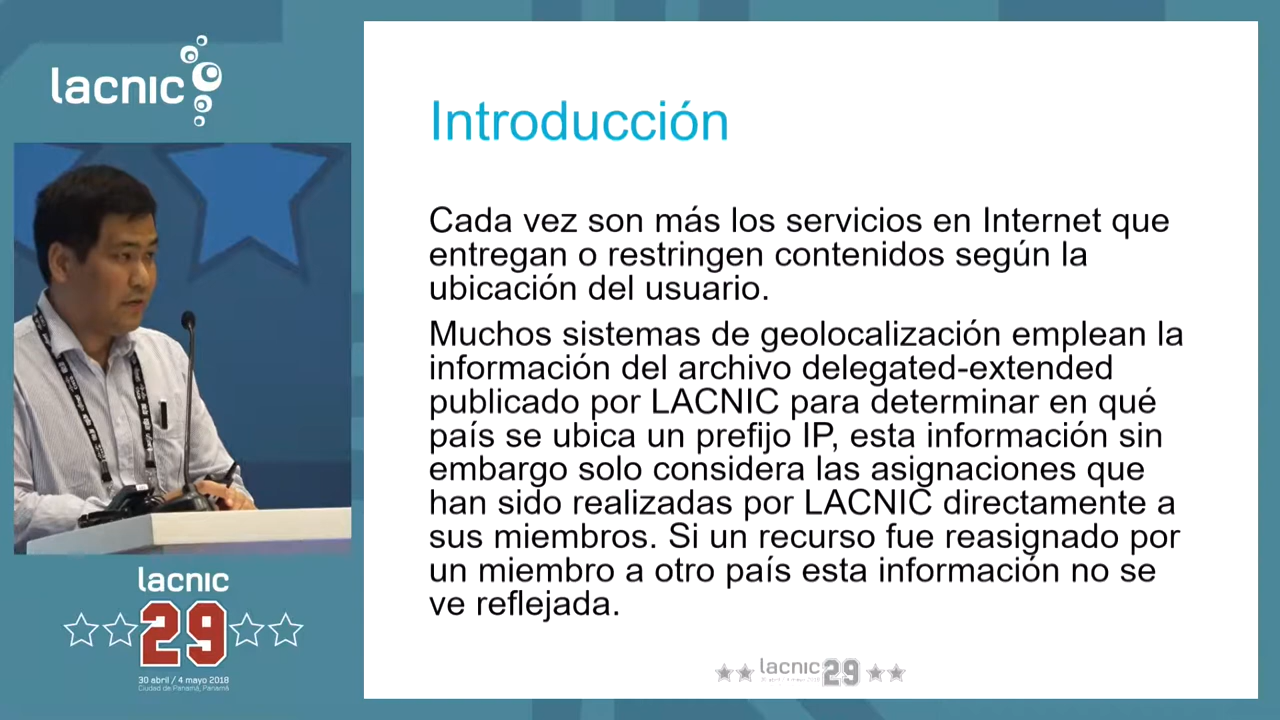 lacnic
Introducción
Cada vez son más los servicios en Internet que
entregan o restringen contenidos según la
ubicación del usuario.
Muchos sistemas de geolocalización emplean la
información del archivo delegated-extended
publicado por LACNIC para determinar en qué
país se ubica un prefijo IP, esta información sin
embargo solo considera las asignaciones que
han sido realizadas por LACNIC directamente a
sus miembros. Si un recurso fue reasignado por
un miembro a otro país esta información no se
ve reflejada.
lacnic
29
30 abril / 4 mayo 2018
Ciudad de Panamá, Panamá
lacnic 29